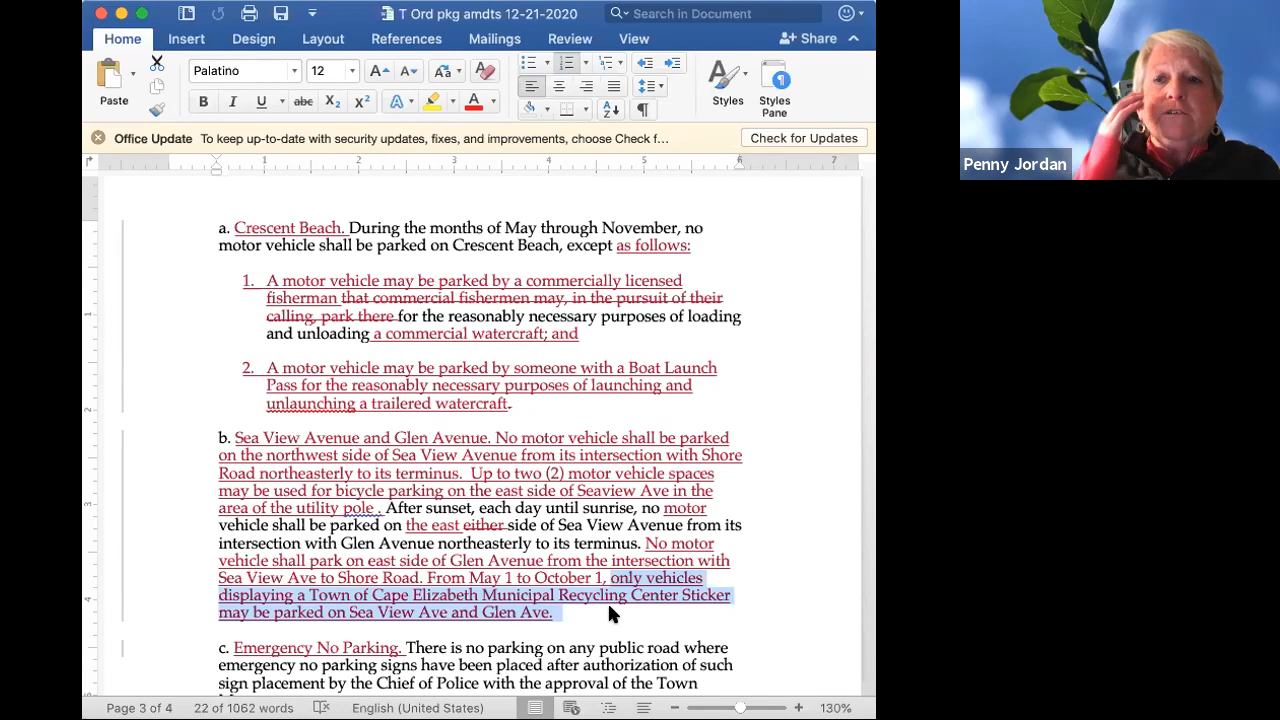 T Ord pkg amdts 12-21-2020
Search in Document
Home Insert Design Layout References Mailings Review View Share
Paste Palatino 12 Styles Styles Pane
B I U abc X2 X2 A A
Office Update To keep up-to-date with security updates, fixes, and improvements, choose Check f... Check for Updates
1 2 3 4 5 6 7
a. Crescent Beach. During the months of May through November, no
motor vehicle shall be parked on Crescent Beach, except as follows:
1. A motor vehicle may be parked by a commercially licensed
fisherman that commercial fishermen may, in the pursuit of their
calling, park there for the reasonably necessary purposes of loading
and unloading a commercial watercraft; and
2. A motor vehicle may be parked by someone with a Boat Launch
Pass for the reasonably necessary purposes of launching and
unlaunching a trailered watercraft.
b. Sea View Avenue and Glen Avenue. No motor vehicle shall be parked
on the northwest side of Sea View Avenue from its intersection with Shore
Road northeasterly to its terminus. Up to two (2) motor vehicle spaces
may be used for bicycle parking on the east side of Seaview Ave in the
area of the utility pole . After sunset, each day until sunrise, no motor
vehicle shall be parked on the east either side of Sea View Avenue from its
intersection with Glen Avenue northeasterly to its terminus. No motor
vehicle shall park on east side of Glen Avenue from the intersection with
Sea View Ave to Shore Road. From May 1 to October 1, only vehicles
displaying a Town of Cape Elizabeth Municipal Recycling Center Sticker
may be parked on Sea View Ave and Glen Ave.
c. Emergency No Parking. There is no parking on any public road where
emergency no parking signs have been placed after authorization of such
sign placement by the Chief of Police with the approval of the Town
Page 3 of 4 22 of 1062 words English (United States) 130%
Penny Jordan